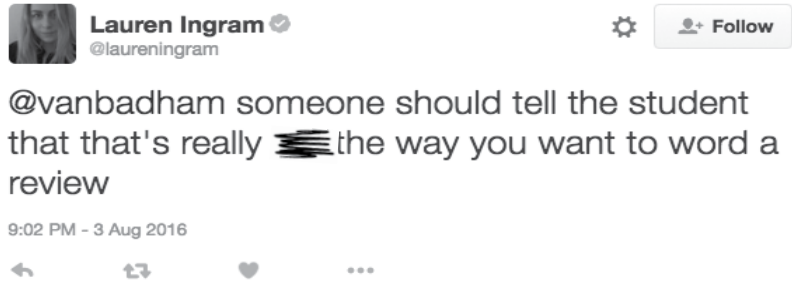 Lauren Ingram
@laureningram
Follow
@vanbadham someone should tell the student
that that's really the way you want to word a
review
9:02 PM - 3 Aug 2016